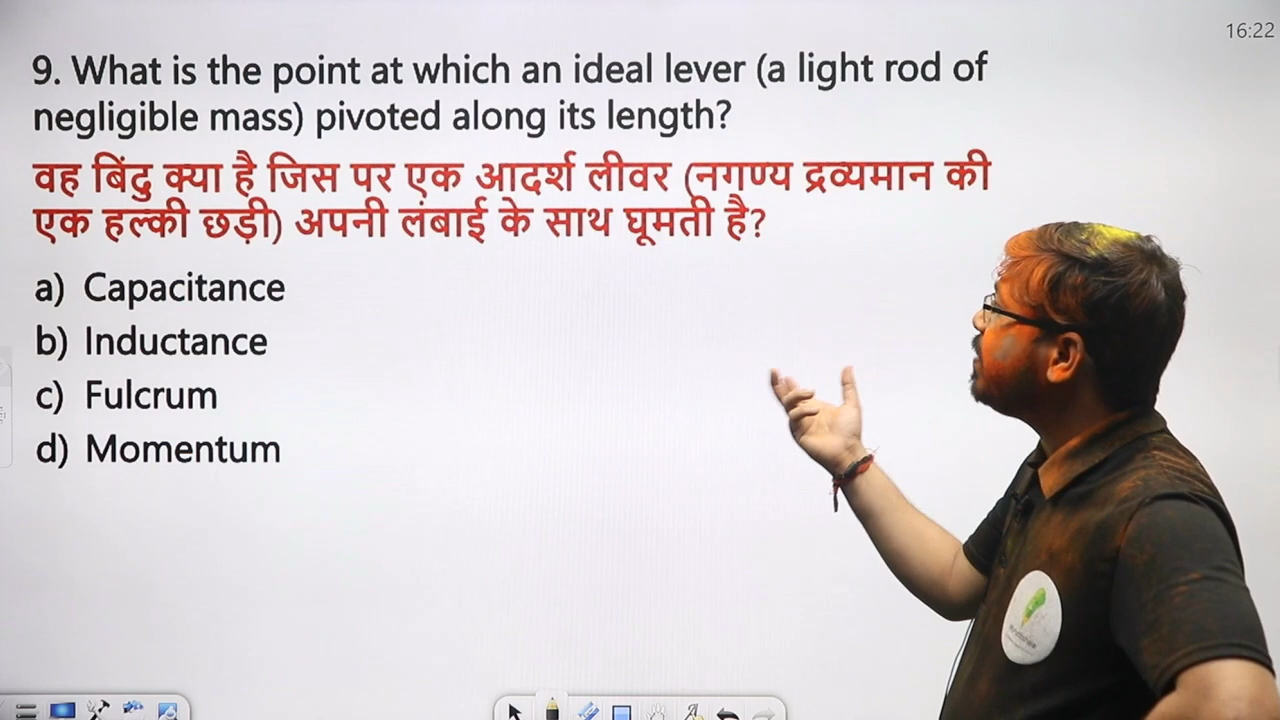 16:22
9. What is the point at which an ideal lever (a light rod of
negligible mass) pivoted along its length?
वह बिंदु क्या है जिस पर एक आदर्श लीवर (नगण्य द्रव्यमान की
एक हल्की छड़ी) अपनी लंबाई के साथ घूमती है?
a) Capacitance
b) Inductance
c) Fulcrum
d) Momentum